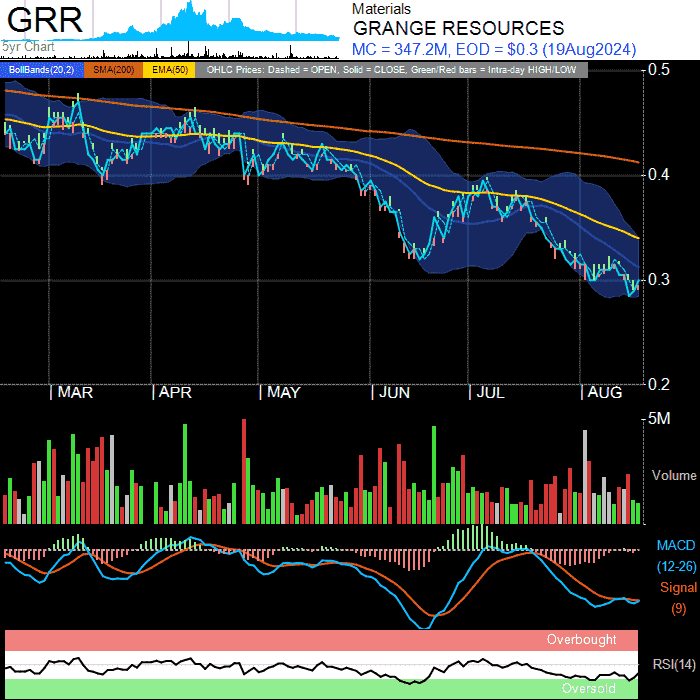 GRR
5yr Chart
Materials
GRANGE RESOURCES
MC = 347.2M, EOD = $0.3 (19Aug2024)
BollBands(20,2) SMA(200) EMA(50) OHLC Prices: Dashed = OPEN, Solid = CLOSE, Green/Red bars = Intra-day HIGH/LOW
0.5
0.4
0.3
0.2
MAR APR MAY JUN JUL AUG
5M
Volume
MACD
(12-26)
Signal
(9)
Overbought
RSI(14)
Oversold